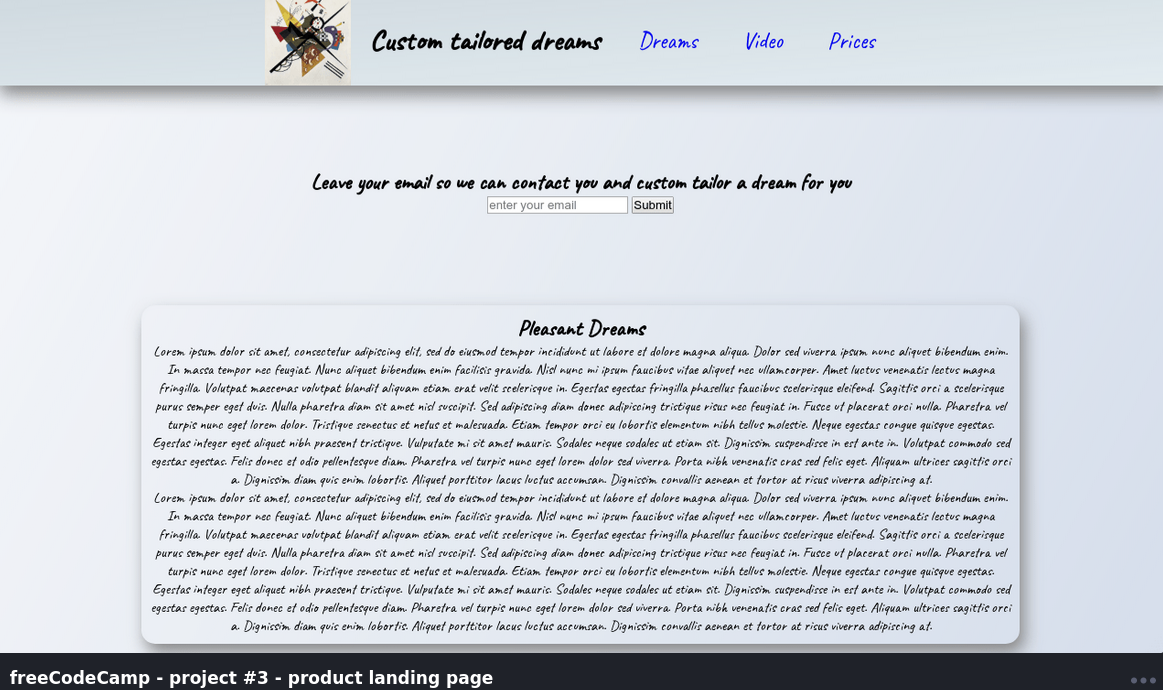 Custom tailored dreams
Dreams
Video
Prices
Leave your email so we can contact you and custom tailor a dream for you
enter your email
Submit
Pleasant Dreams
Lorem ipsum dolor sit amet, consectetur adipiscing elit, sed do eiusmod tempor incididunt ut labore et dolore magna aliqua. Dolor sed viverra ipsum nunc aliquet bibendum enim.
In massa tempor nec feugiat. Nunc aliquet bibendum enim facilisis gravida. Nisl nunc mi ipsum faucibus vitae aliquet nec ullamcorper. Amet luctus venenatis lectus magna
fringilla. Volutpat maecenas volutpat blandit aliquam etiam erat velit scelerisque in. Egestas egestas fringilla phasellus faucibus scelerisque eleifend. Sagittis orci a scelerisque
purus semper eget duis. Nulla pharetra diam sit amet nisl suscipit. Sed adipiscing diam donec adipiscing tristique risus nec feugiat in. Fusce ut placerat orci nulla. Pharetra vel
turpis nunc eget lorem dolor. Tristique senectus et netus et malesuada. Etiam tempor orci eu lobortis elementum nibh tellus molestie. Neque egestas congue quisque egestas.
Egestas integer eget aliquet nibh praesent tristique. Vulputate mi sit amet mauris. Sodales neque sodales ut etiam sit. Dignissim suspendisse in est ante in. Volutpat commodo sed
egestas egestas. Felis donec et odio pellentesque diam. Pharetra vel turpis nunc eget lorem dolor sed viverra. Porta nibh venenatis cras sed felis eget. Aliquam ultrices sagittis orci
a. Dignissim diam quis enim lobortis. Aliquet porttitor lacus luctus accumsan. Dignissim convallis aenean et tortor at risus viverra adipiscing at.
Lorem ipsum dolor sit amet, consectetur adipiscing elit, sed do eiusmod tempor incididunt ut labore et dolore magna aliqua. Dolor sed viverra ipsum nunc aliquet bibendum enim.
In massa tempor nec feugiat. Nunc aliquet bibendum enim facilisis gravida. Nisl nunc mi ipsum faucibus vitae aliquet nec ullamcorper. Amet luctus venenatis lectus magna
fringilla. Volutpat maecenas volutpat blandit aliquam etiam erat velit scelerisque in. Egestas egestas fringilla phasellus faucibus scelerisque eleifend. Sagittis orci a scelerisque
purus semper eget duis. Nulla pharetra diam sit amet nisl suscipit. Sed adipiscing diam donec adipiscing tristique risus nec feugiat in. Fusce ut placerat orci nulla. Pharetra vel
turpis nunc eget lorem dolor. Tristique senectus et netus et malesuada. Etiam tempor orci eu lobortis elementum nibh tellus molestie. Neque egestas congue quisque egestas.
Egestas integer eget aliquet nibh praesent tristique. Vulputate mi sit amet mauris. Sodales neque sodales ut etiam sit. Dignissim suspendisse in est ante in. Volutpat commodo sed
egestas egestas. Felis donec et odio pellentesque diam. Pharetra vel turpis nunc eget lorem dolor sed viverra. Porta nibh venenatis cras sed felis eget. Aliquam ultrices sagittis orci
a. Dignissim diam quis enim lobortis. Aliquet porttitor lacus luctus accumsan. Dignissim convallis aenean et tortor at risus viverra adipiscing at.
freeCodeCamp - project #3 - product landing page